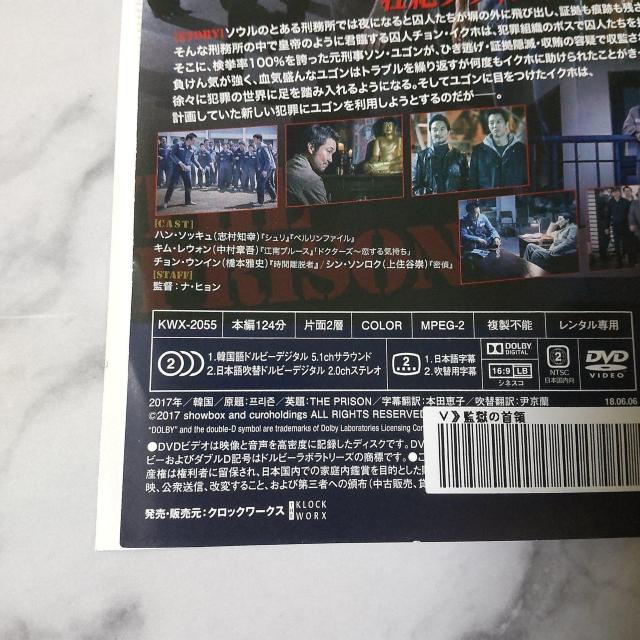 [STORY]ソウルのとある刑務所では夜になると囚人たちが塀の外に飛び出し、証拠も痕跡も残さ
そんな刑務所の中で皇帝のように君臨する囚人チョン・イクホは、犯罪組織のボスで囚人たちを
そこに、検挙率100%を誇った元刑事ソン・ユゴンが、ひき逃げ・証拠隠滅・収賄の容疑で収監さ
負けん気が強く、血気盛んなユゴンはトラブルを繰り返すが何度もイクホに助けられたことがき
徐々に犯罪の世界に足を踏み入れるようになる。そしてユゴンに目をつけたイクホは、
計画していた新しい犯罪にユゴンを利用しようとするのだが――。
[CAST]
ハン・ソッキュ(志村知幸)『シュリ』『ベルリンファイル』
キム・レウォン(中村章吾)『江南ブルース』「ドクターズ~恋する気持ち」
チョン・ウンイン(橋本雅史)『時間離脱者』/シン・ソンロク(上住谷崇)『密偵』
[STAFF]
監督:ナ・ヒョン
THE PRISON
KWX-2055 本編124分 片面2層 COLOR MPEG-2 複製不能 レンタル専用
2 1.韓国語ドルビーデジタル 5.1chサラウンド
2.日本語吹替ドルビーデジタル 2.0chステレオ
2 1.日本語字幕
2.吹替用字幕
DOLBY DIGITAL
16:9 LB
シネスコ
2
NTSC
日本国内向
DVD VIDEO
2017年/韓国/原題:프리즌/英題:THE PRISON/字幕翻訳:本田恵子/吹替翻訳:尹京蘭 18.06.06
©2017 showbox and curoholdings ALL RIGHTS RESERVED
"DOLBY" and the double-D symbol are trademarks of Dolby Laboratories Licensing Cor
V》監獄の首領
●DVDビデオは映像と音声を高密度に記録したディスクです。DV
ビーおよびダブルD記号はドルビーラボラトリーズの商標です。●こ
産権は権利者に留保され、日本国内での家庭内鑑賞を目的とした
映、公衆送信、改変すること、および第三者への頒布(中古販売、貸
発売・販売元:クロックワークス KLOCK WORX